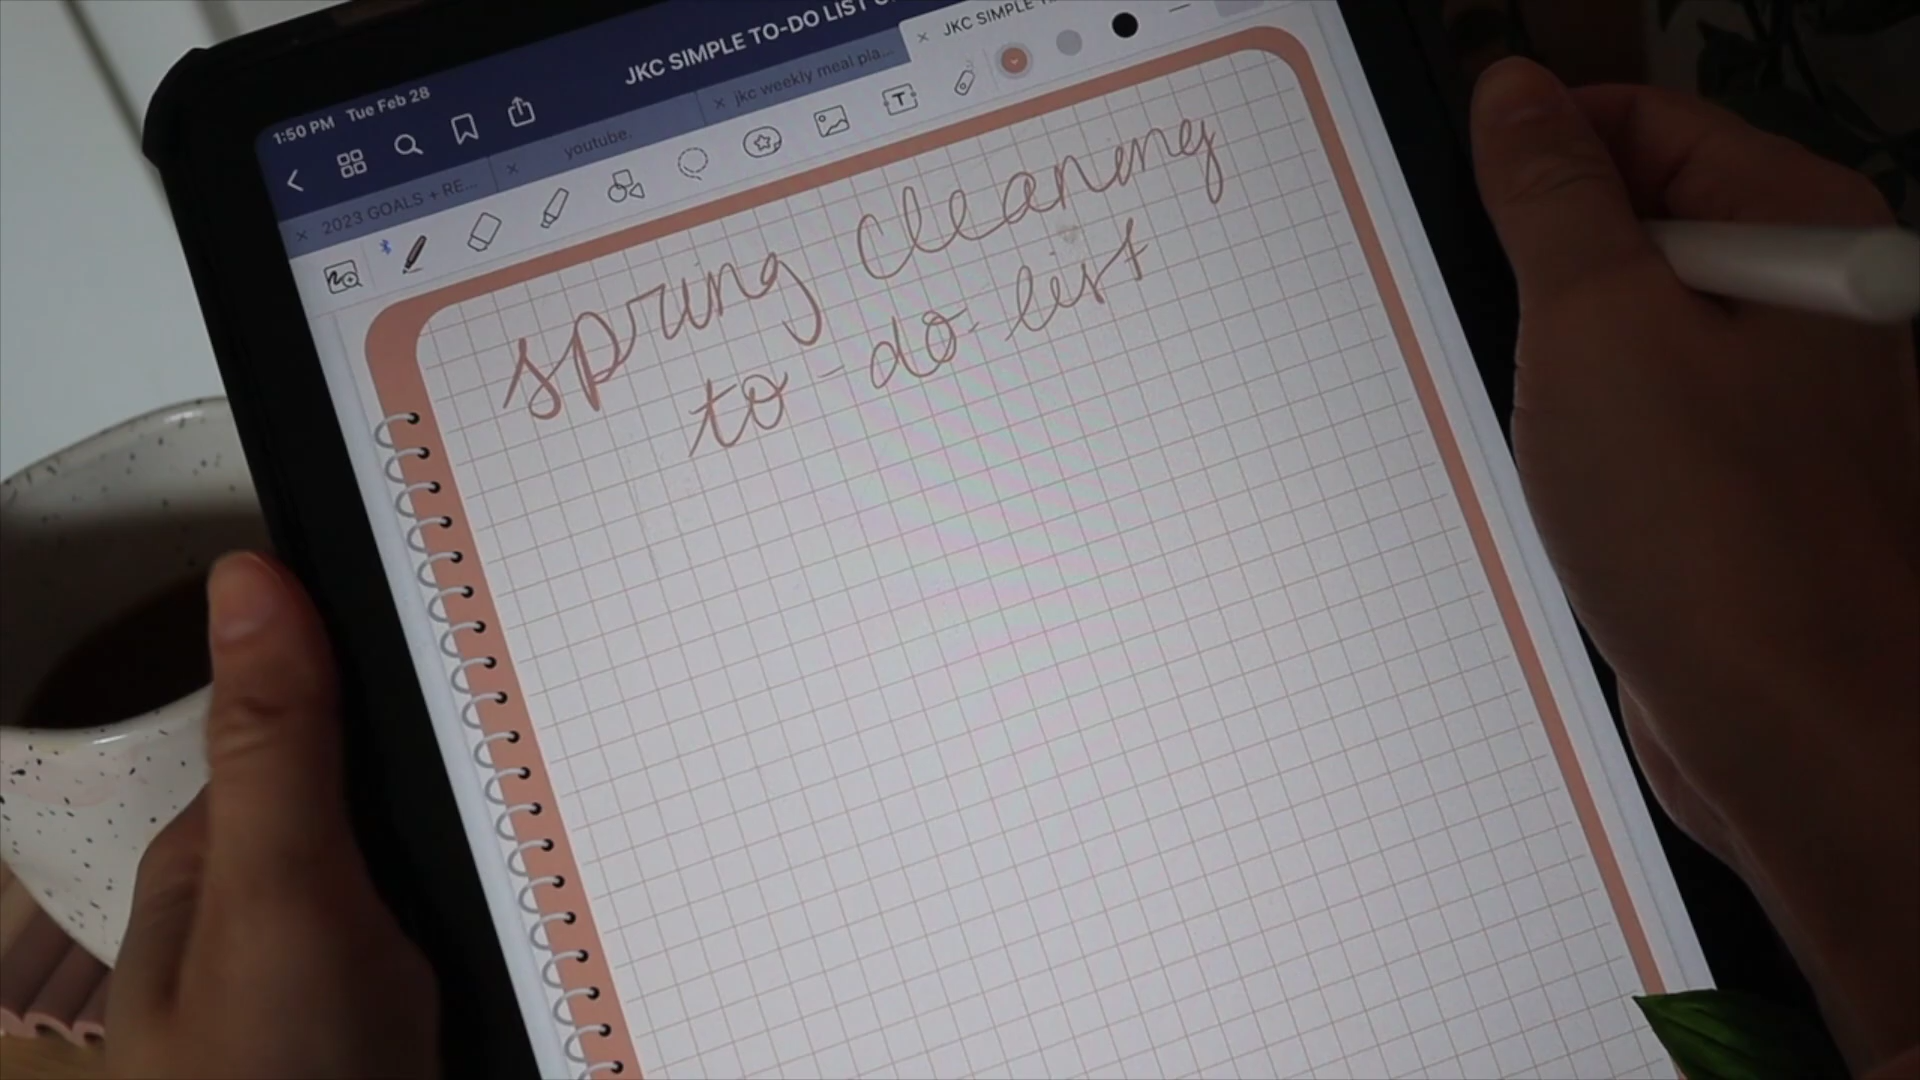 1:50 PM Tue Feb 28
JKC SIMPLE TO-DO LIST
2023 GOALS + RE...
youtube.
jkc weekly meal pla...
JKC SIMPLE
T
spring cleaning
to-do list